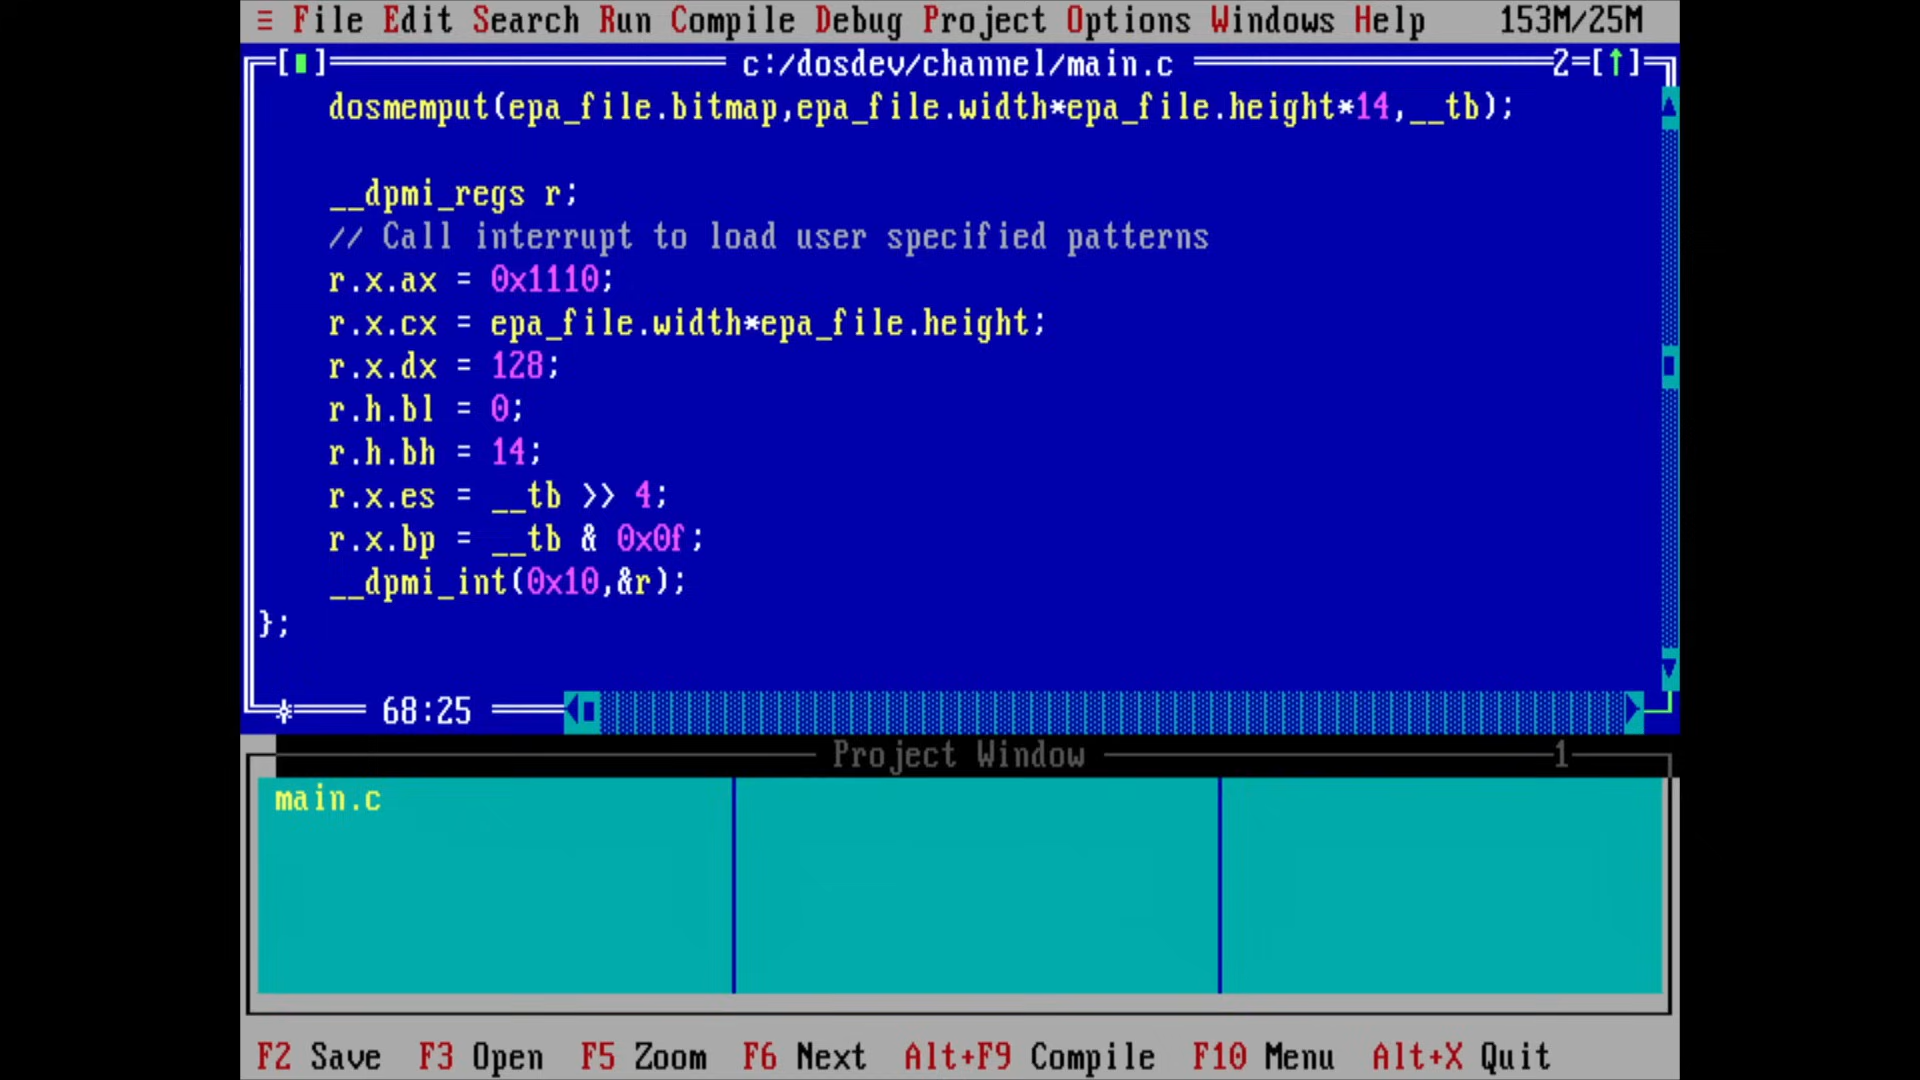 ≡ File Edit Search Run Compile Debug Project Options Windows Help 153M/25M
[■] c:/dosdev/channel/main.c 2=[↑]
dosmemput(epa_file.bitmap,epa_file.width*epa_file.height*14,__tb);
__dpmi_regs r;
// Call interrupt to load user specified patterns
r.x.ax = 0x1110;
r.x.cx = epa_file.width*epa_file.height;
r.x.dx = 128;
r.h.bl = 0;
r.h.bh = 14;
r.x.es = __tb >> 4;
r.x.bp = __tb & 0x0f;
__dpmi_int(0x10,&r);
};
68:25
Project Window 1
main.c
F2 Save F3 Open F5 Zoom F6 Next Alt+F9 Compile F10 Menu Alt+X Quit